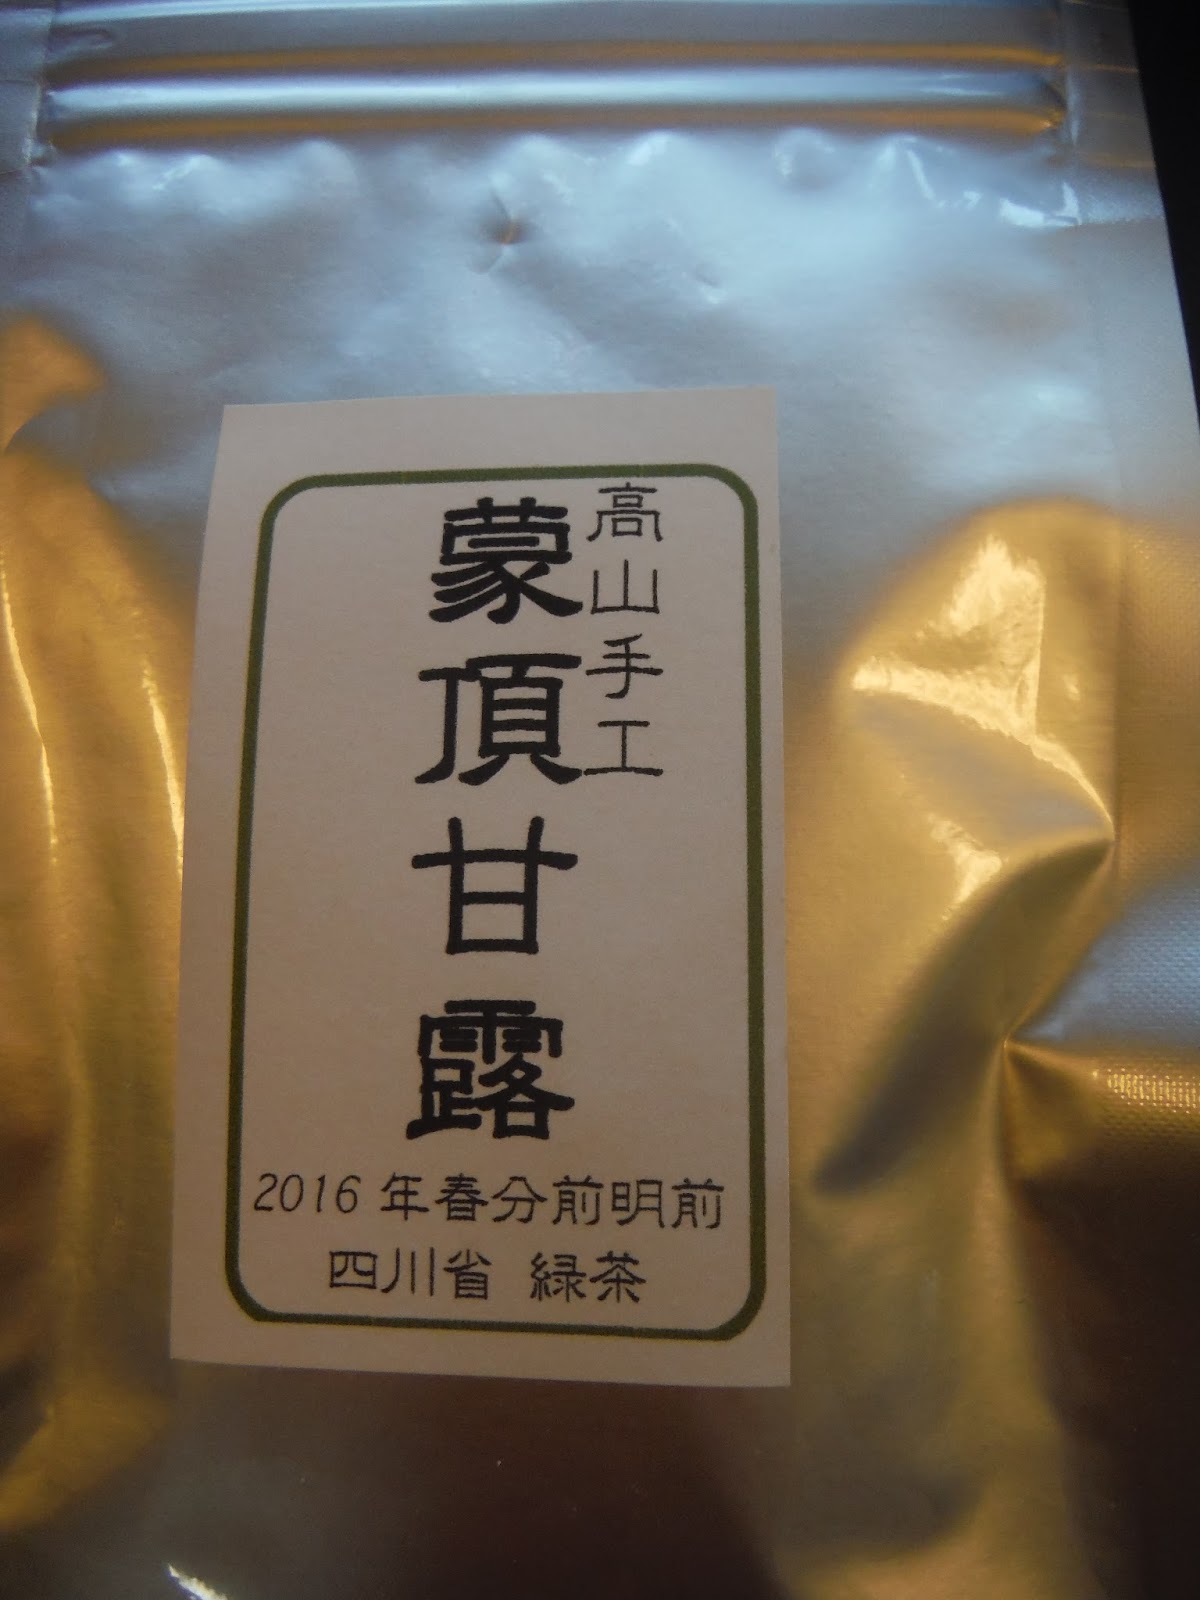 高山手工
蒙頂甘露
2016 年春分前明前
四川省 緑茶